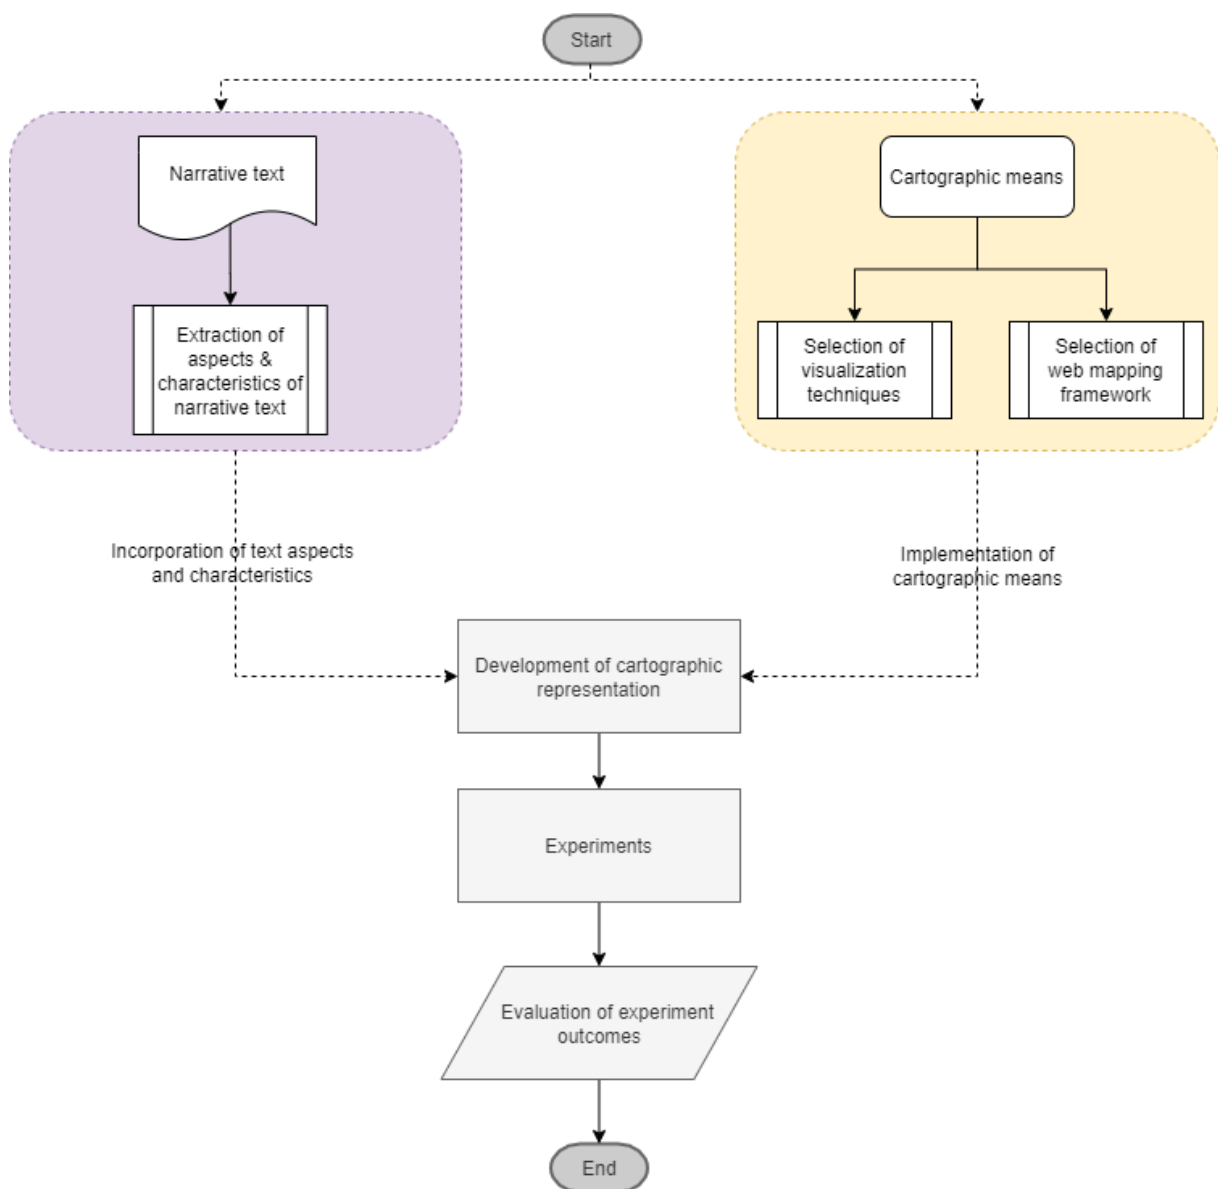 Start
Narrative text
Extraction of
aspects &
characteristics of
narrative text
Cartographic means
Selection of
visualization
techniques
Selection of
web mapping
framework
Incorporation of text aspects
and characteristics
Implementation of
cartographic means
Development of cartographic
representation
Experiments
Evaluation of experiment
outcomes
End